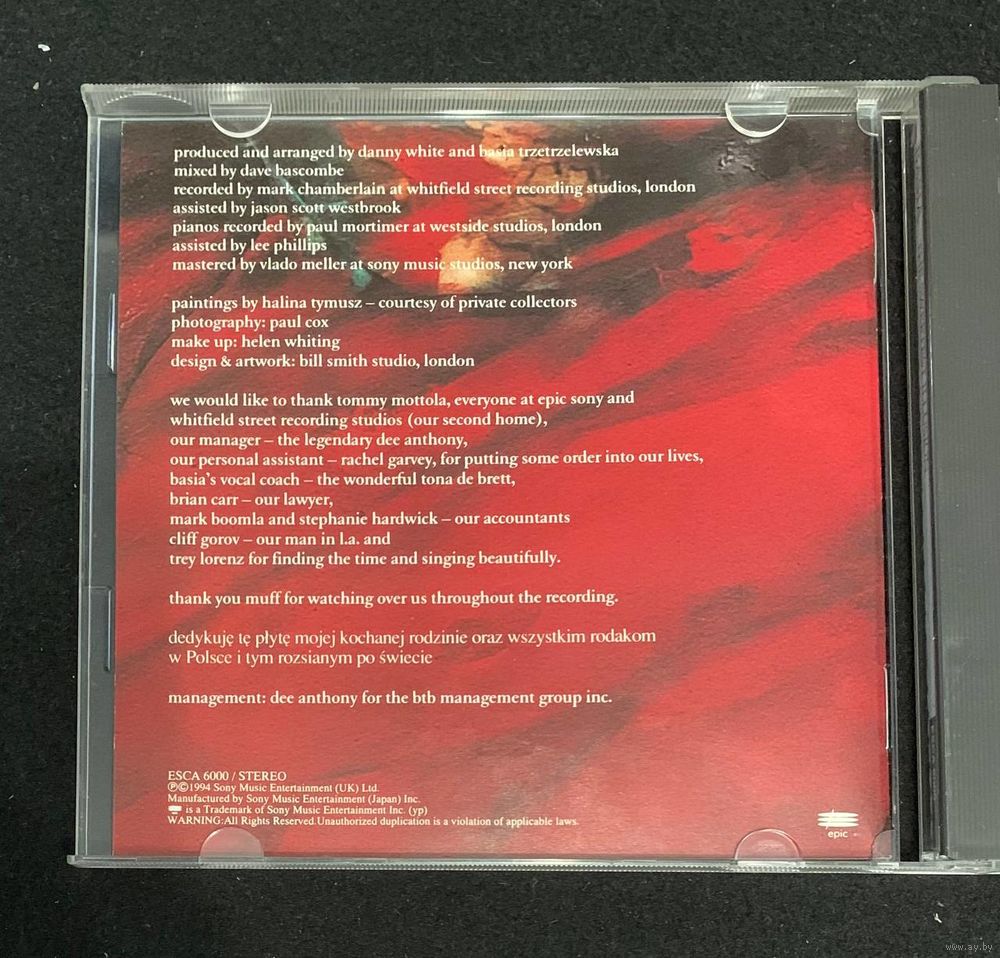 produced and arranged by danny white and basia trzetrzelewska
mixed by dave bascombe
recorded by mark chamberlain at whitfield street recording studios, london
assisted by jason scott westbrook
pianos recorded by paul mortimer at westside studios, london
assisted by lee phillips
mastered by vlado meller at sony music studios, new york
paintings by halina tymusz – courtesy of private collectors
photography: paul cox
make up: helen whiting
design & artwork: bill smith studio, london
we would like to thank tommy mottola, everyone at epic sony and
whitfield street recording studios (our second home),
our manager – the legendary dee anthony,
our personal assistant – rachel garvey, for putting some order into our lives,
basia's vocal coach – the wonderful tona de brett,
brian carr – our lawyer,
mark boomla and stephanie hardwick – our accountants
cliff gorov – our man in l.a. and
trey lorenz for finding the time and singing beautifully.
thank you muff for watching over us throughout the recording.
dedykuję tę płytę mojej kochanej rodzinie oraz wszystkim rodakom
w Polsce i tym rozsianym po świecie
management: dee anthony for the btb management group inc.
ESCA 6000 / STEREO
℗©1994 Sony Music Entertainment (UK) Ltd.
Manufactured by Sony Music Entertainment (Japan) Inc.
is a Trademark of Sony Music Entertainment Inc. (yp)
WARNING:All Rights Reserved.Unauthorized duplication is a violation of applicable laws.
epic
www.ay.by